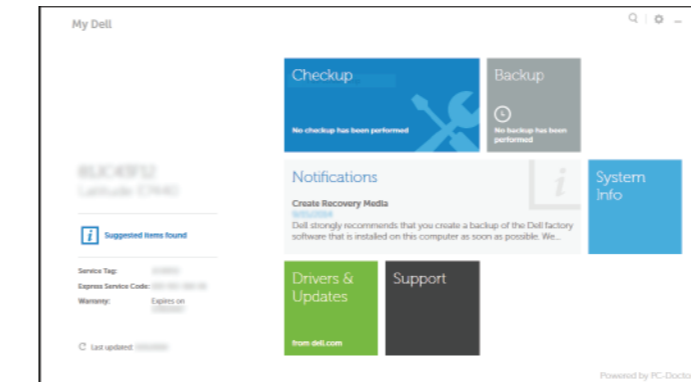 My Dell
Checkup
No checkup has been performed
Backup
No backup has been
performed
Notifications
Create Recovery Media
Dell strongly recommends that you create a backup of the Dell factory
software that is installed on this computer as soon as possible. We...
System
Info
Suggested items found
Service Tag:
Express Service Code:
Warranty: Expires on
Last updated:
Drivers &
Updates
from dell.com
Support
Powered by PC-Doctor